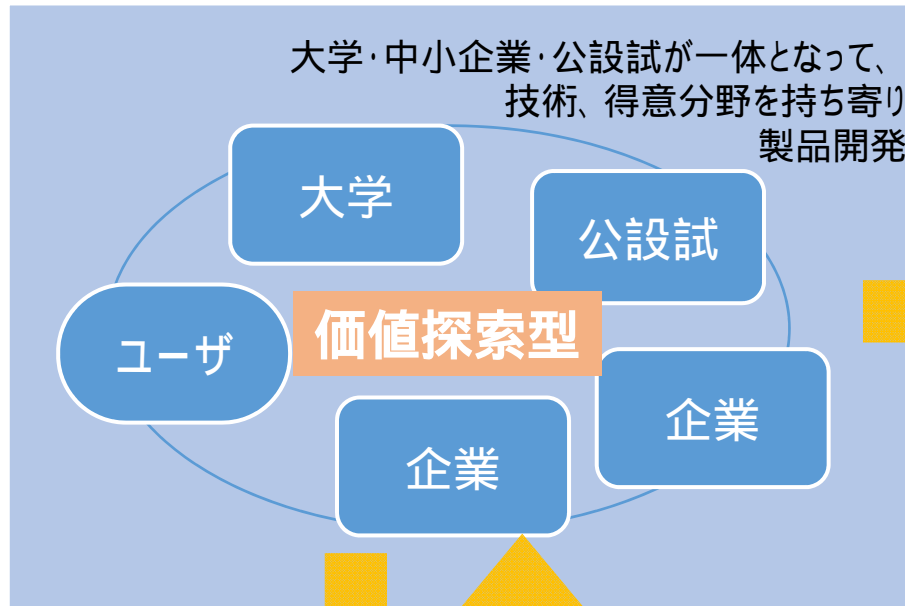 大学・中小企業・公設試が一体となって、
技術、得意分野を持ち寄り
製品開発
大学
公設試
価値探索型
ユーザ
企業
企業